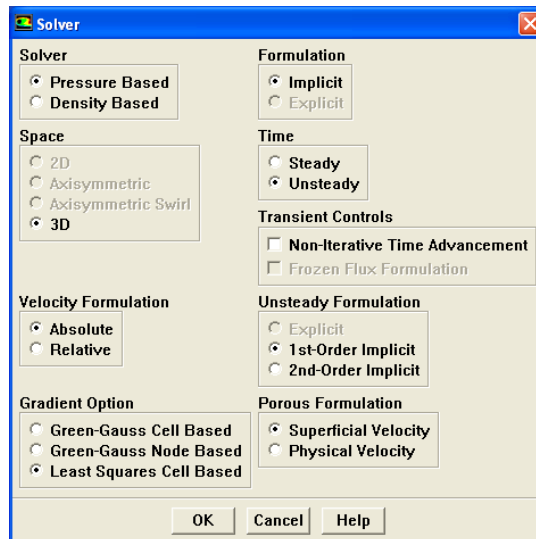 Solver
Solver
Pressure Based
Density Based
Formulation
Implicit
Explicit
Space
2D
Axisymmetric
Axisymmetric Swirl
3D
Time
Steady
Unsteady
Transient Controls
Non-Iterative Time Advancement
Frozen Flux Formulation
Velocity Formulation
Absolute
Relative
Unsteady Formulation
Explicit
1st-Order Implicit
2nd-Order Implicit
Gradient Option
Green-Gauss Cell Based
Green-Gauss Node Based
Least Squares Cell Based
Porous Formulation
Superficial Velocity
Physical Velocity
OK Cancel Help